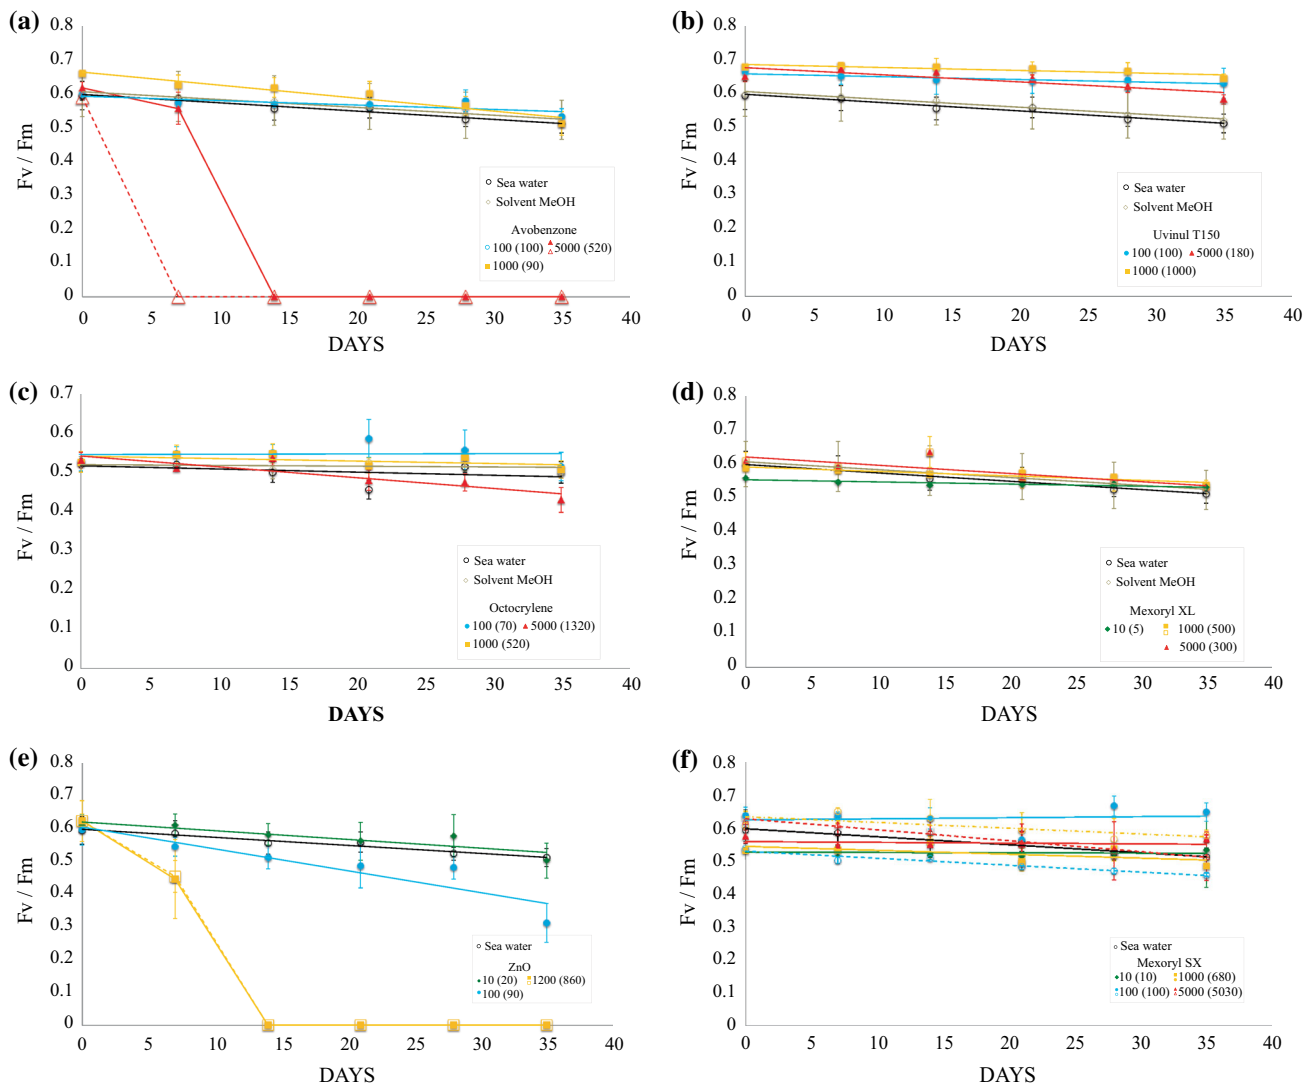 (a)
0.8
0.7
0.6
0.5
0.4
0.3
0.2
0.1
0
Fv / Fm
0 5 10 15 20 25 30 35 40
DAYS
Sea water
Solvent MeOH
Avobenzone
100 (100) 5000 (520)
1000 (90)
(b)
0.8
0.7
0.6
0.5
0.4
0.3
0.2
0.1
0
Fv / Fm
0 5 10 15 20 25 30 35 40
DAYS
Sea water
Solvent MeOH
Uvinul T150
100 (100) 5000 (180)
1000 (1000)
(c)
0.7
0.6
0.5
0.4
0.3
0.2
0.1
0
Fv / Fm
0 5 10 15 20 25 30 35 40
DAYS
Sea water
Solvent MeOH
Octocrylene
100 (70) 5000 (1320)
1000 (520)
(d)
0.8
0.7
0.6
0.5
0.4
0.3
0.2
0.1
0
Fv / Fm
0 5 10 15 20 25 30 35 40
DAYS
Sea water
Solvent MeOH
Mexoryl XL
10 (5) 1000 (500)
5000 (300)
(e)
0.8
0.7
0.6
0.5
0.4
0.3
0.2
0.1
0
Fv / Fm
0 5 10 15 20 25 30 35 40
DAYS
Sea water
ZnO
10 (20) 1200 (860)
100 (90)
(f)
0.8
0.7
0.6
0.5
0.4
0.3
0.2
0.1
0
Fv / Fm
0 5 10 15 20 25 30 35 40
DAYS
Sea water
Mexoryl SX
10 (10) 1000 (680)
100 (100) 5000 (5030)